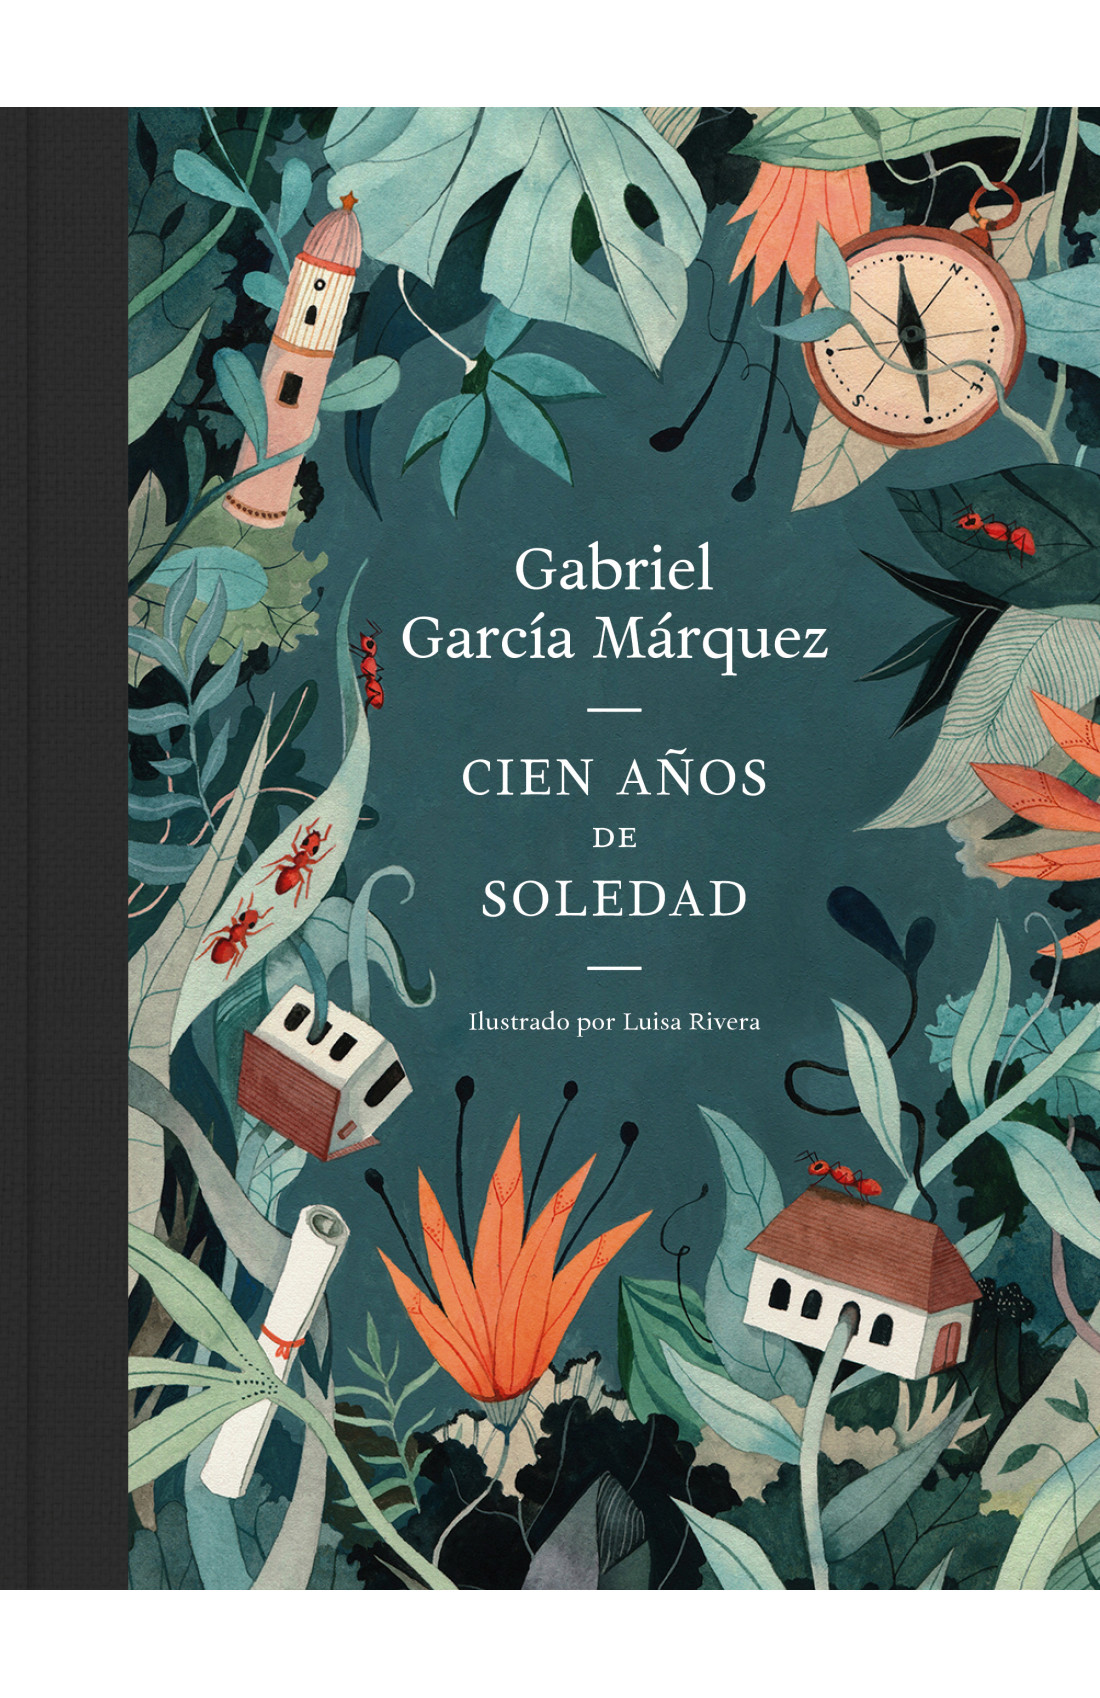 N
E
S
Gabriel
García Márquez
CIEN AÑOS
DE
SOLEDAD
Ilustrado por Luisa Rivera